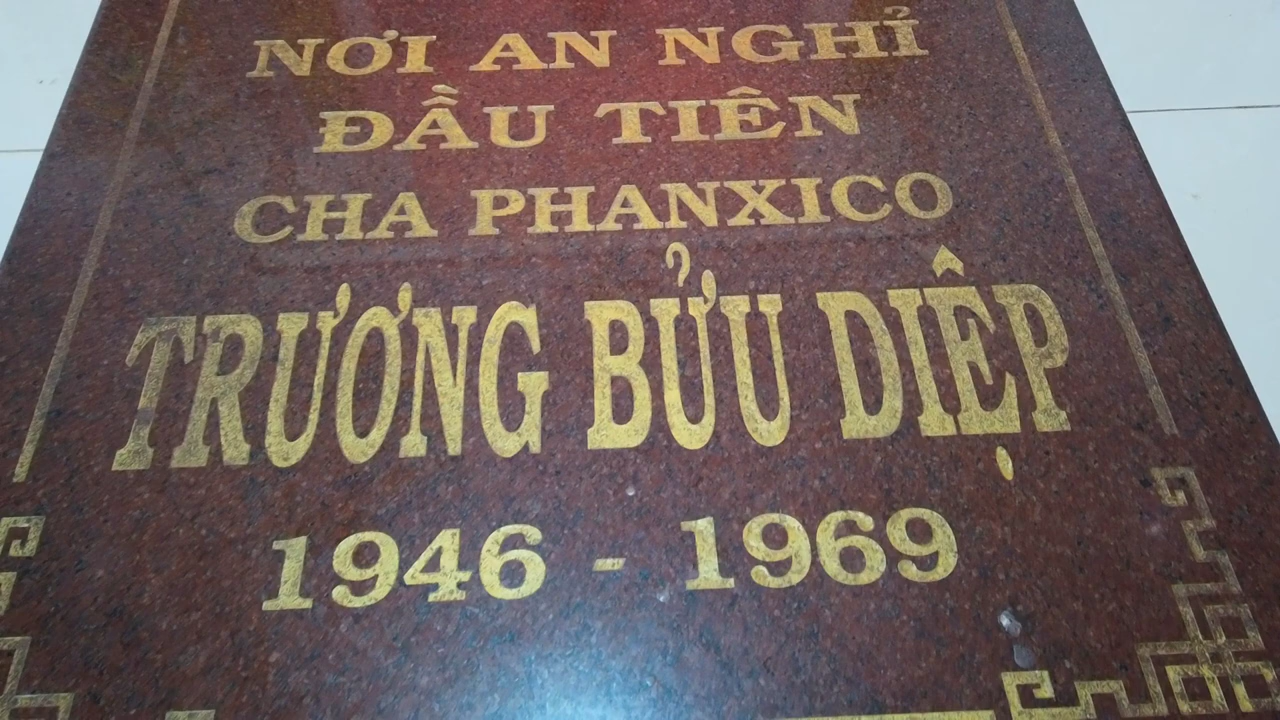 NƠI AN NGHỈ
ĐẦU TIÊN
CHA PHANXICO
TRƯƠNG BỬU DIỆP
1946 - 1969